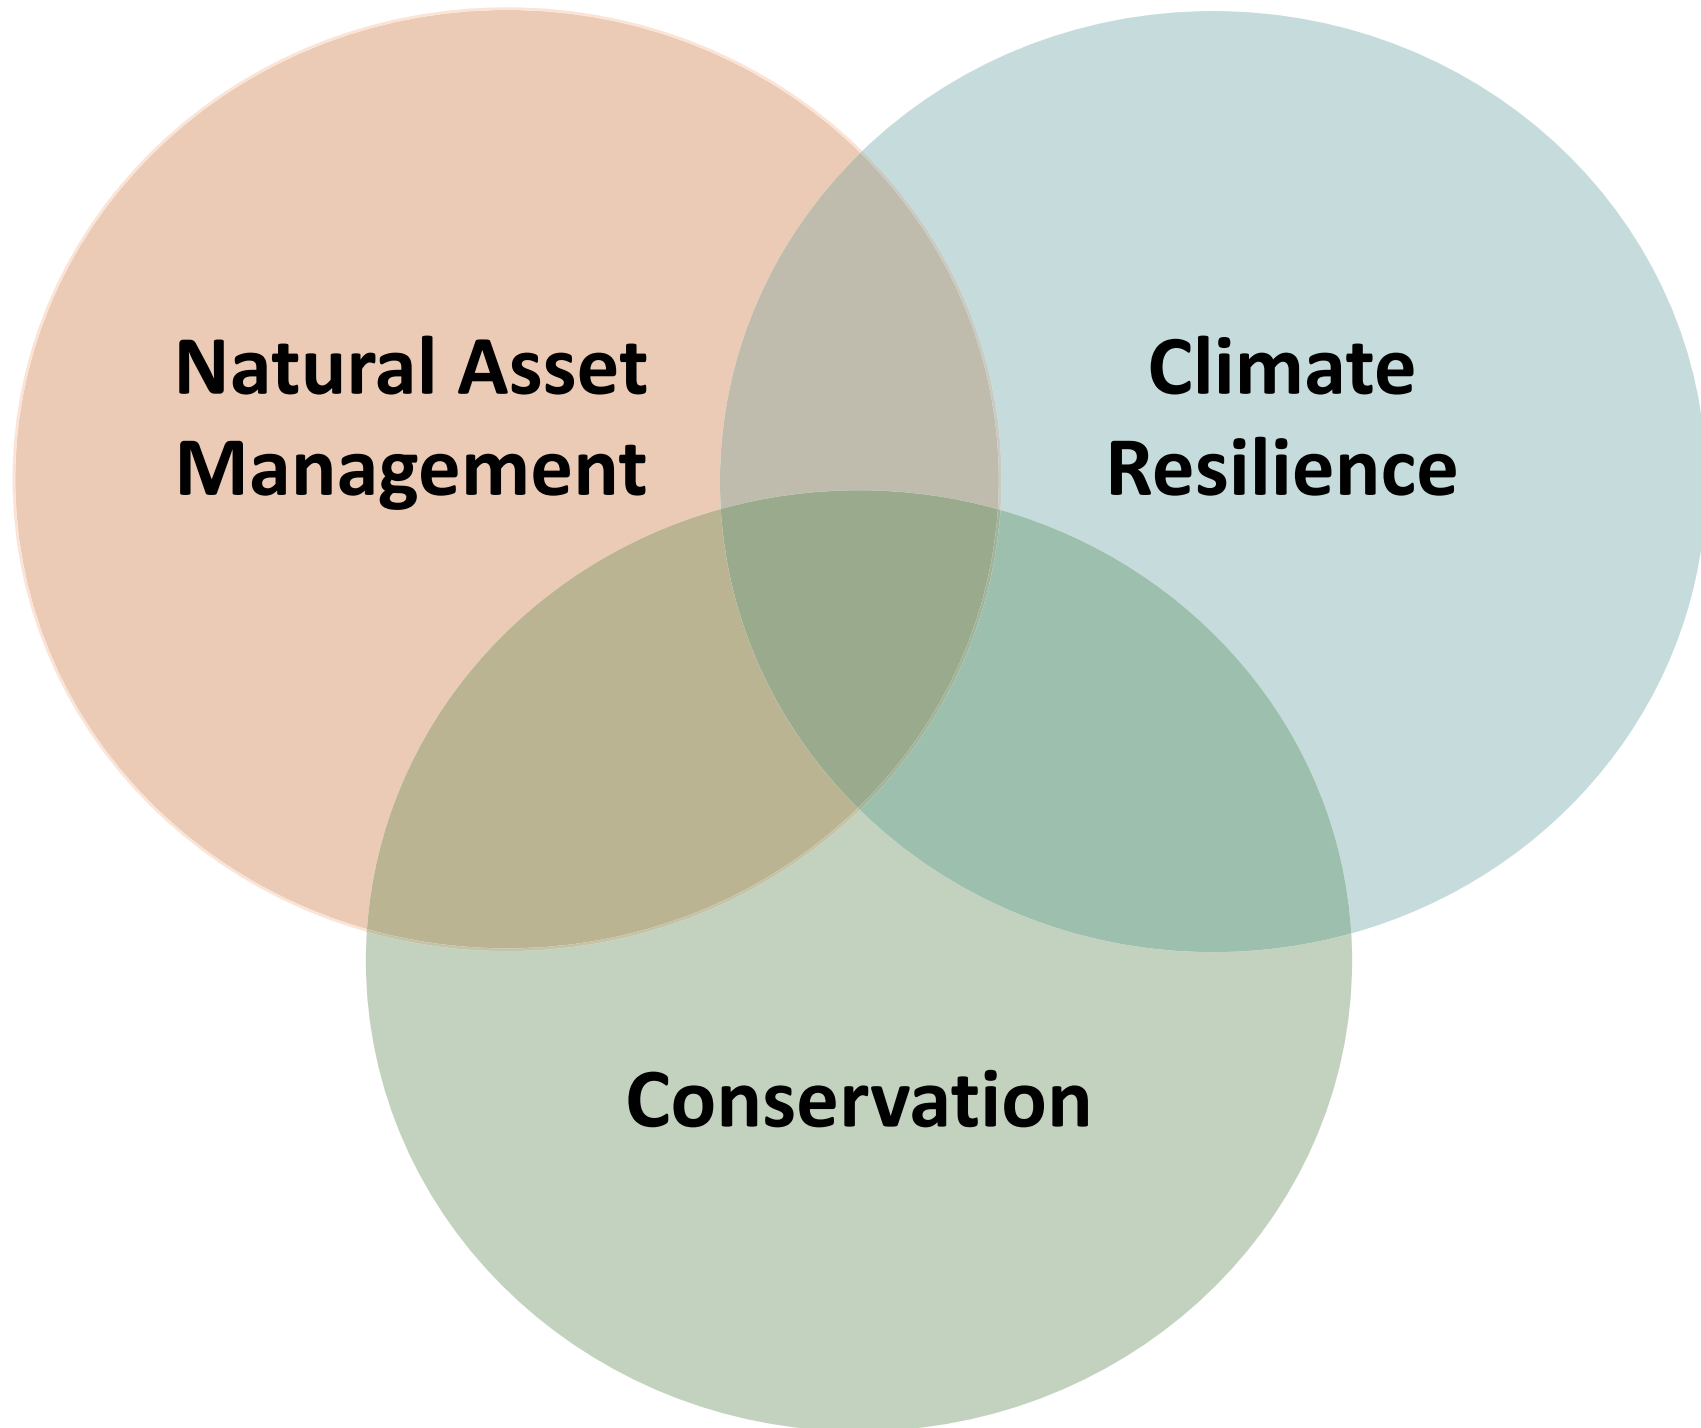 Natural Asset
Management
Climate
Resilience
Conservation